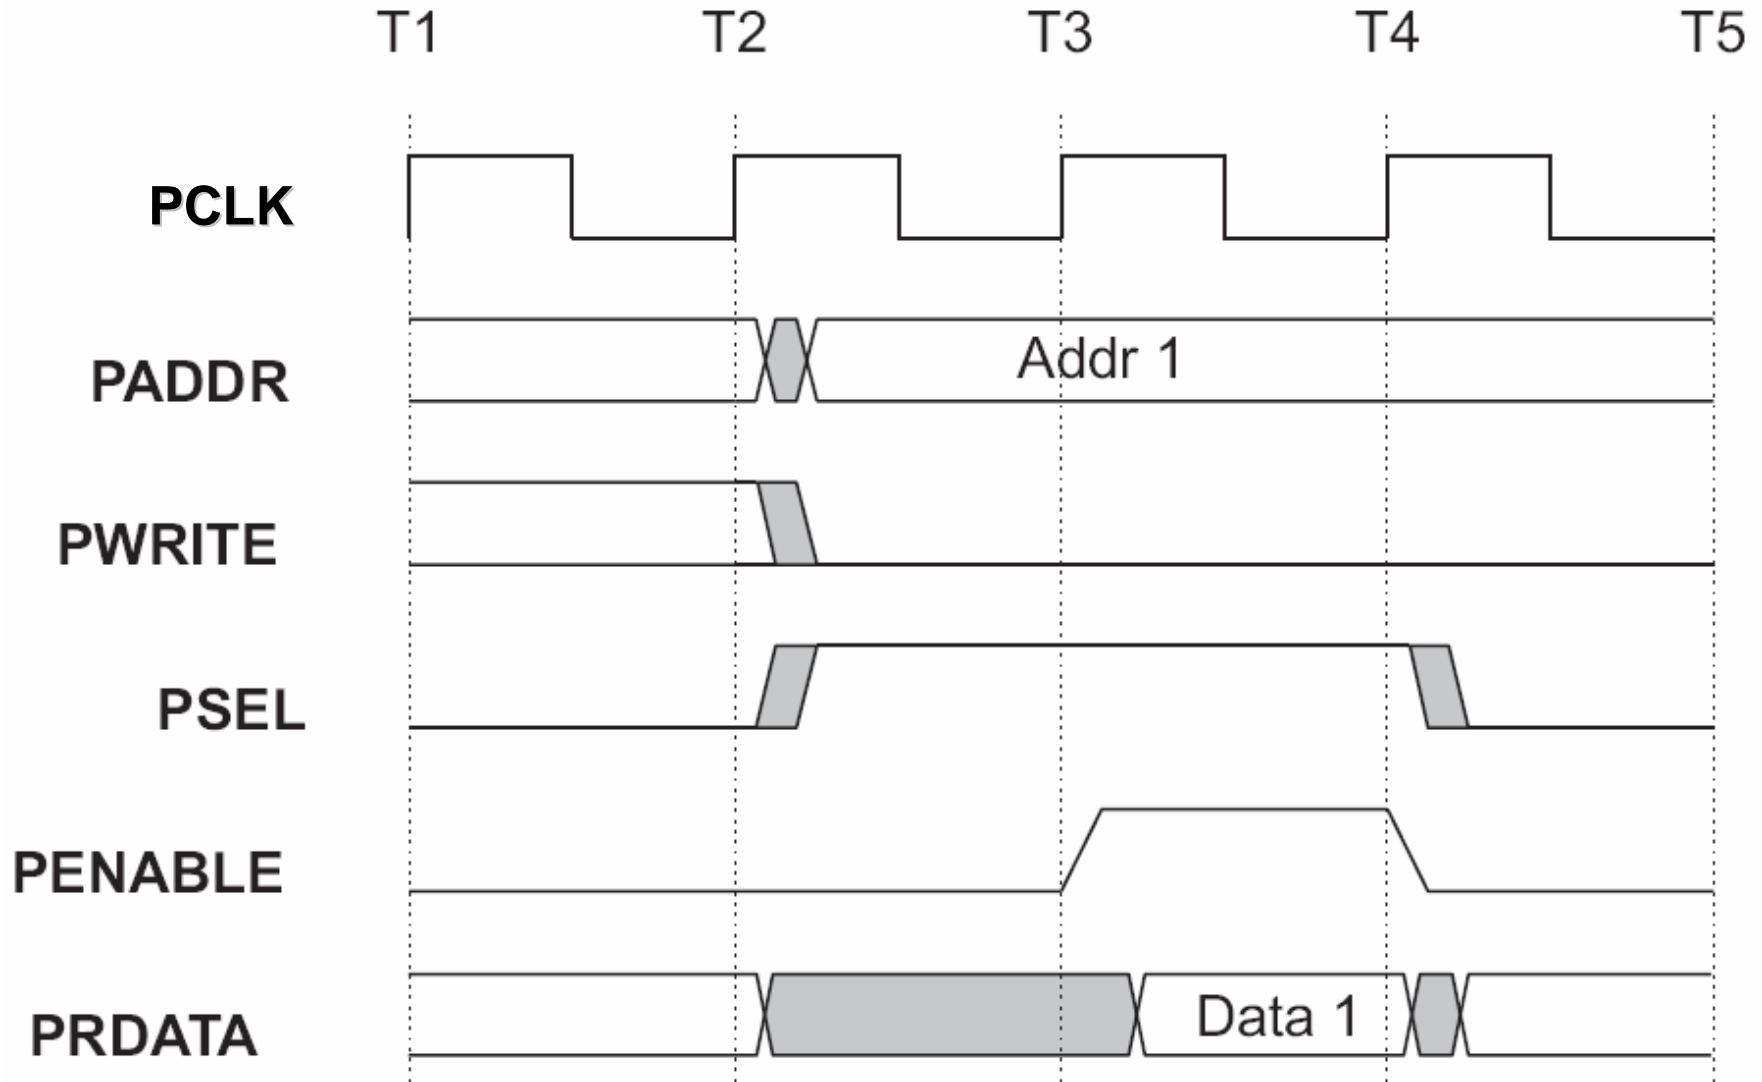 T1 T2 T3 T4 T5
PCLK
PADDR Addr 1
PWRITE
PSEL
PENABLE
PRDATA Data 1